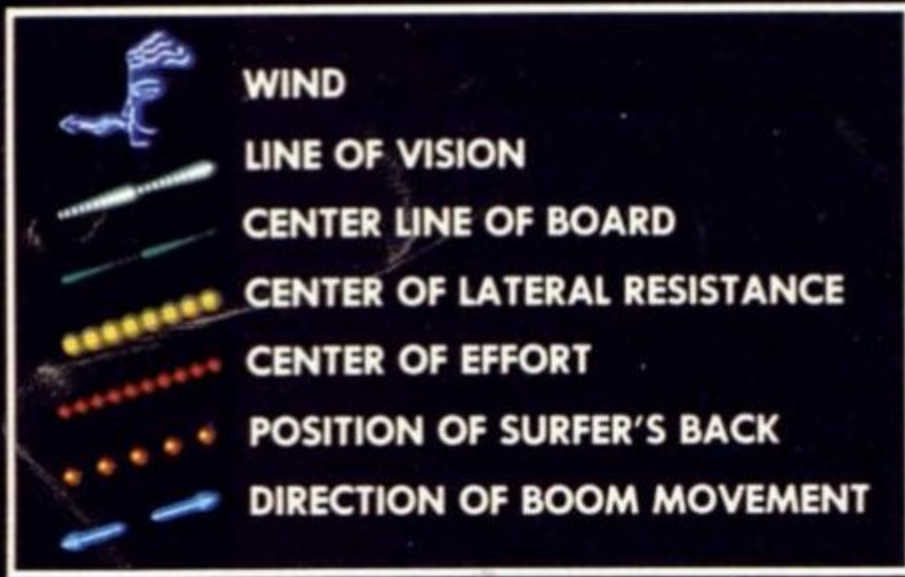 WIND
LINE OF VISION
CENTER LINE OF BOARD
CENTER OF LATERAL RESISTANCE
CENTER OF EFFORT
POSITION OF SURFER'S BACK
DIRECTION OF BOOM MOVEMENT